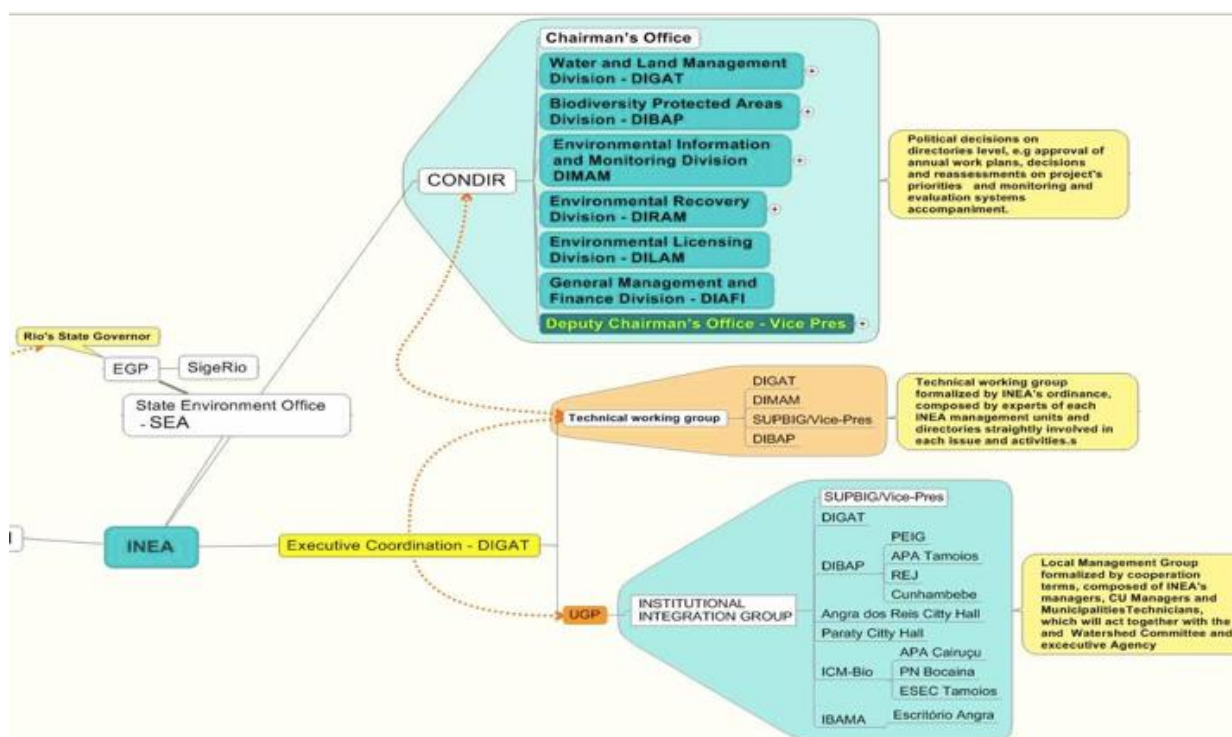 Chairman's Office
Water and Land Management
Division - DIGAT
Biodiversity Protected Areas
Division - DIBAP
Environmental Information
and Monitoring Division
DIMAM
Environmental Recovery
Division - DIRAM
Environmental Licensing
Division - DILAM
General Management and
Finance Division - DIAFI
Deputy Chairman's Office - Vice Pres
CONDIR
Political decisions on
directories level, e.g approval of
annual work plans, decisions
and reassessments on project's
priorities and monitoring and
evaluation systems
accompaniment.
Rio's State Governor
EGP
SigeRio
State Environment Office
- SEA
INEA
Executive Coordination - DIGAT
Technical working group
DIGAT
DIMAM
SUPBIG/Vice-Pres
DIBAP
Technical working group
formalized by INEA's ordinance,
composed by experts of each
INEA management units and
directories straightly involved in
each issue and activities.s
UGP
INSTITUTIONAL
INTEGRATION GROUP
SUPBIG/Vice-Pres
DIGAT
DIBAP
PEIG
APA Tamoios
REJ
Cunhambebe
Angra dos Reis Citty Hall
Paraty Citty Hall
ICM-Bio
APA Cairuçu
PN Bocaina
ESEC Tamoios
IBAMA
Escritório Angra
Local Management Group
formalized by cooperation
terms, composed of INEA's
managers, CU Managers and
MunicipalitiesTechnicians,
which will act together with the
and Watershed Committee and
excecutive Agency